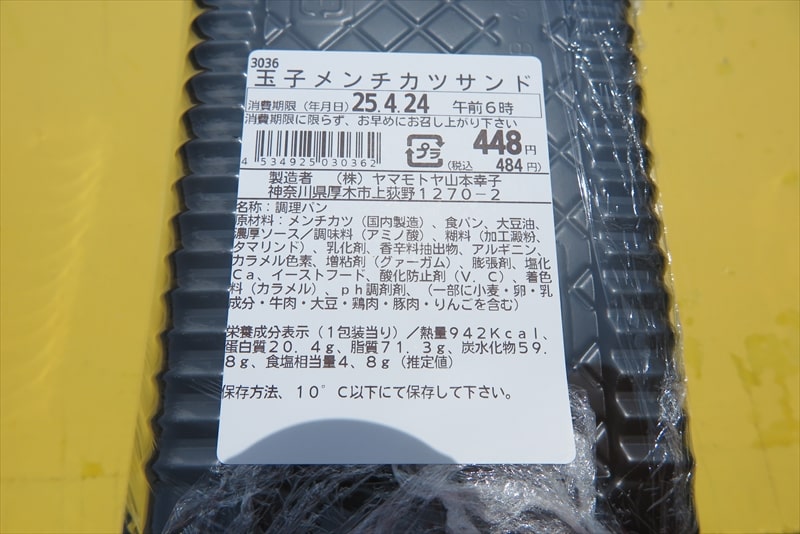 3036
玉子メンチカツサンド
消費期限 (年月日) 25.4.24 午前6時
消費期限に限らず、お早めにお召し上がり下さい
4 534925 030362 プラ 448円
(税込 484円)
製造者 (株) ヤマモトヤ山本幸子
神奈川県厚木市上荻野1270-2
名称:調理パン
原材料:メンチカツ(国内製造)、食パン、大豆油、
濃厚ソース/調味料(アミノ酸)、糊料(加工澱粉、
タマリンド)、乳化剤、香辛料抽出物、アルギニン、
カラメル色素、増粘剤(グァーガム)、膨張剤、塩化
Ca、イーストフード、酸化防止剤(V、C)、着色
料(カラメル)、ph調剤剤、(一部に小麦・卵・乳
成分・牛肉・大豆・鶏肉・豚肉・りんごを含む)
栄養成分表示(1包装当り)/熱量942Kcal、
蛋白質20、4g、脂質71、3g、炭水化物59、
8g、食塩相当量4、8g(推定値)
保存方法、10°C以下にて保存して下さい。